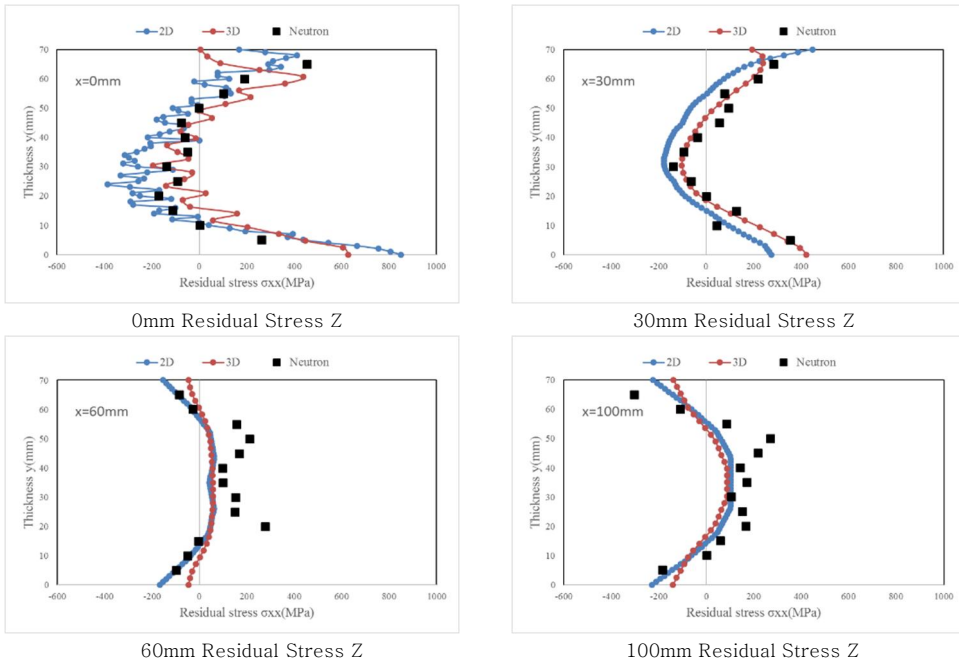 2D 3D Neutron
x=0mm
Thickness y(mm)
70
60
50
40
30
20
10
0
-600 -400 -200 0 200 400 600 800 1000
Residual stress σxx(MPa)
0mm Residual Stress Z
2D 3D Neutron
x=30mm
Thickness y(mm)
70
60
50
40
30
20
10
0
-600 -400 -200 0 200 400 600 800 1000
Residual stress σxx(MPa)
30mm Residual Stress Z
2D 3D Neutron
x=60mm
Thickness y(mm)
70
60
50
40
30
20
10
0
-600 -400 -200 0 200 400 600 800 1000
Residual stress σxx(MPa)
60mm Residual Stress Z
2D 3D Neutron
x=100mm
Thickness y(mm)
70
60
50
40
30
20
10
0
-600 -400 -200 0 200 400 600 800 1000
Residual stress σxx(MPa)
100mm Residual Stress Z